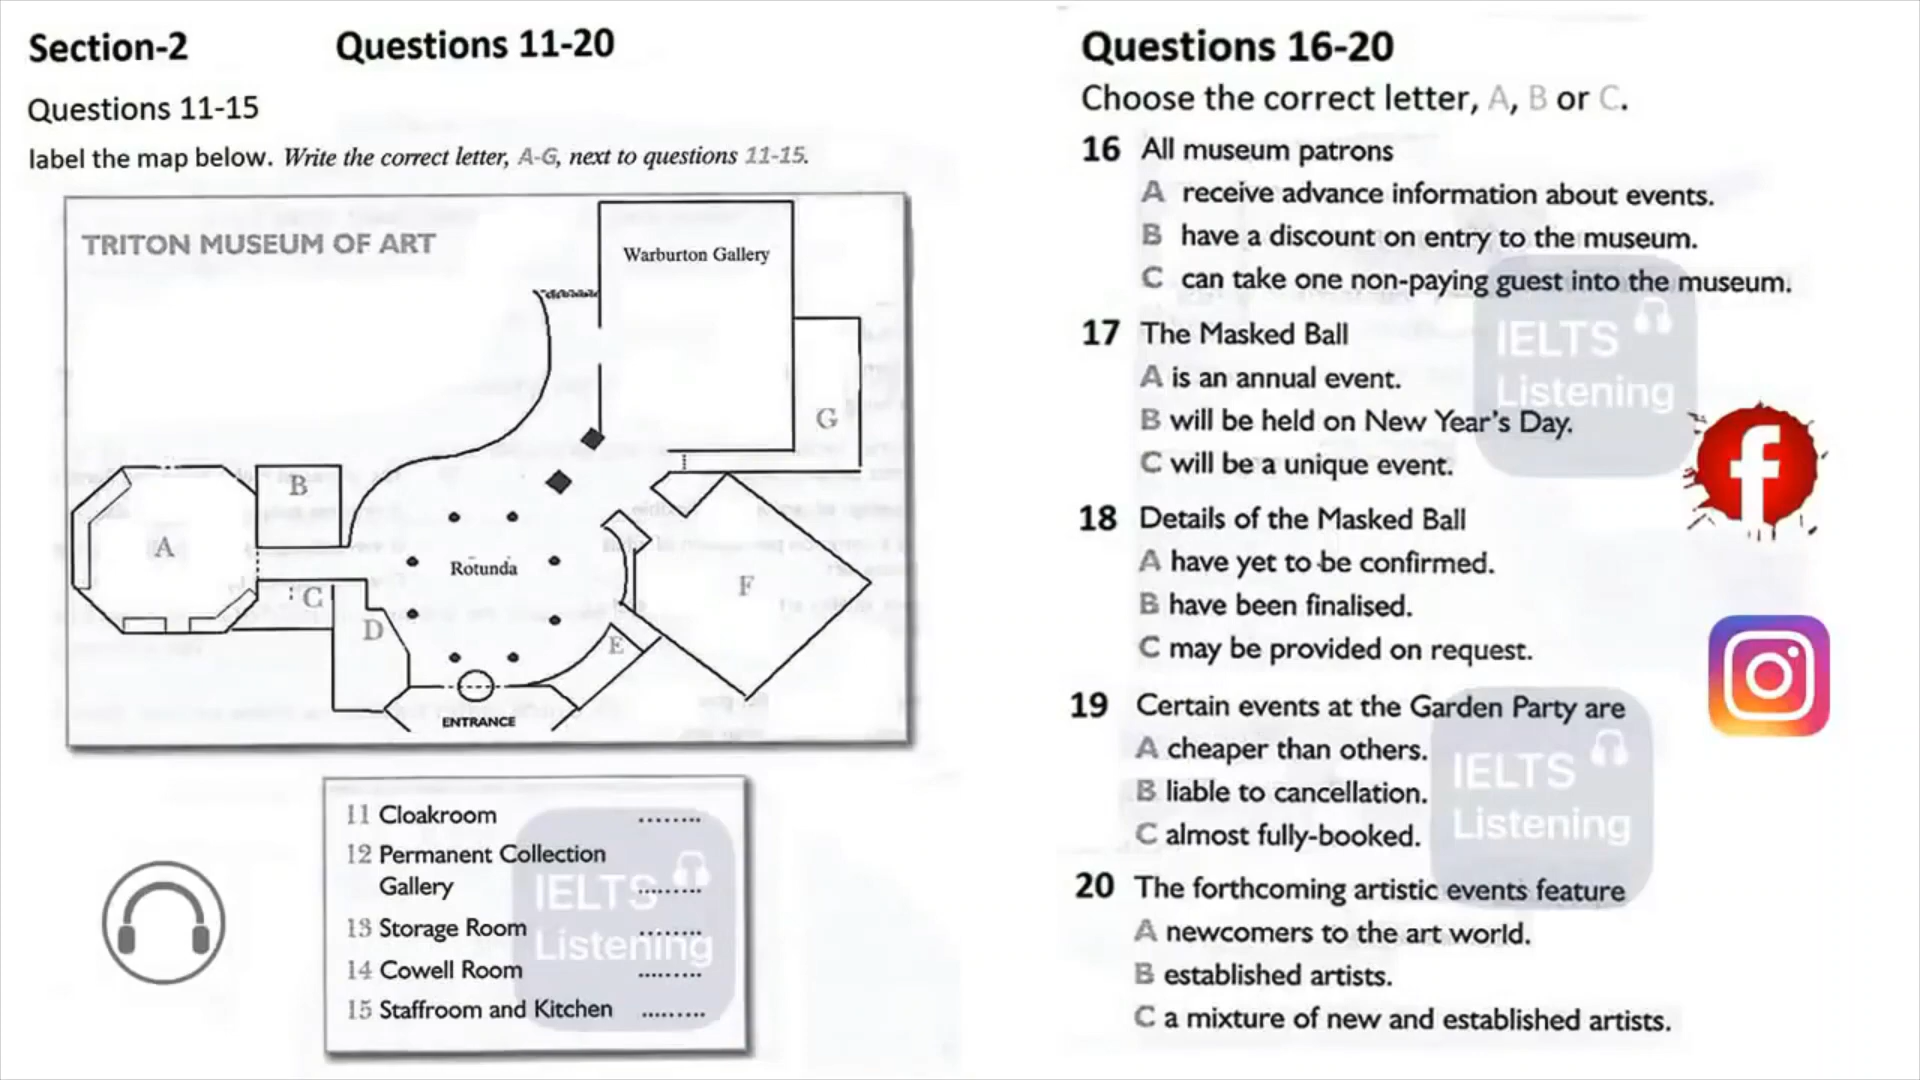 Section-2
Questions 11-20
Questions 11-15
label the map below. Write the correct letter, A-G, next to questions 11-15.
TRITON MUSEUM OF ART
Warburton Gallery
G
B
A
Rotunda
F
C
D
E
ENTRANCE
11 Cloakroom ........
12 Permanent Collection
Gallery .........
13 Storage Room ........
14 Cowell Room .........
15 Staffroom and Kitchen .........
IELTS
Listening
Questions 16-20
Choose the correct letter, A, B or C.
16 All museum patrons
A receive advance information about events.
B have a discount on entry to the museum.
C can take one non-paying guest into the museum.
17 The Masked Ball
A is an annual event.
B will be held on New Year's Day.
C will be a unique event.
IELTS
Listening
18 Details of the Masked Ball
A have yet to be confirmed.
B have been finalised.
C may be provided on request.
19 Certain events at the Garden Party are
A cheaper than others.
B liable to cancellation.
C almost fully-booked.
IELTS
Listening
20 The forthcoming artistic events feature
A newcomers to the art world.
B established artists.
C a mixture of new and established artists.